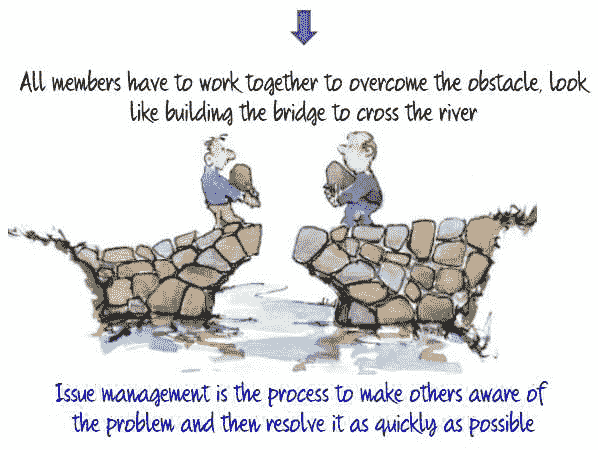 All members have to work together to overcome the obstacle, look
like building the bridge to cross the river
Issue management is the process to make others aware of
the problem and then resolve it as quickly as possible